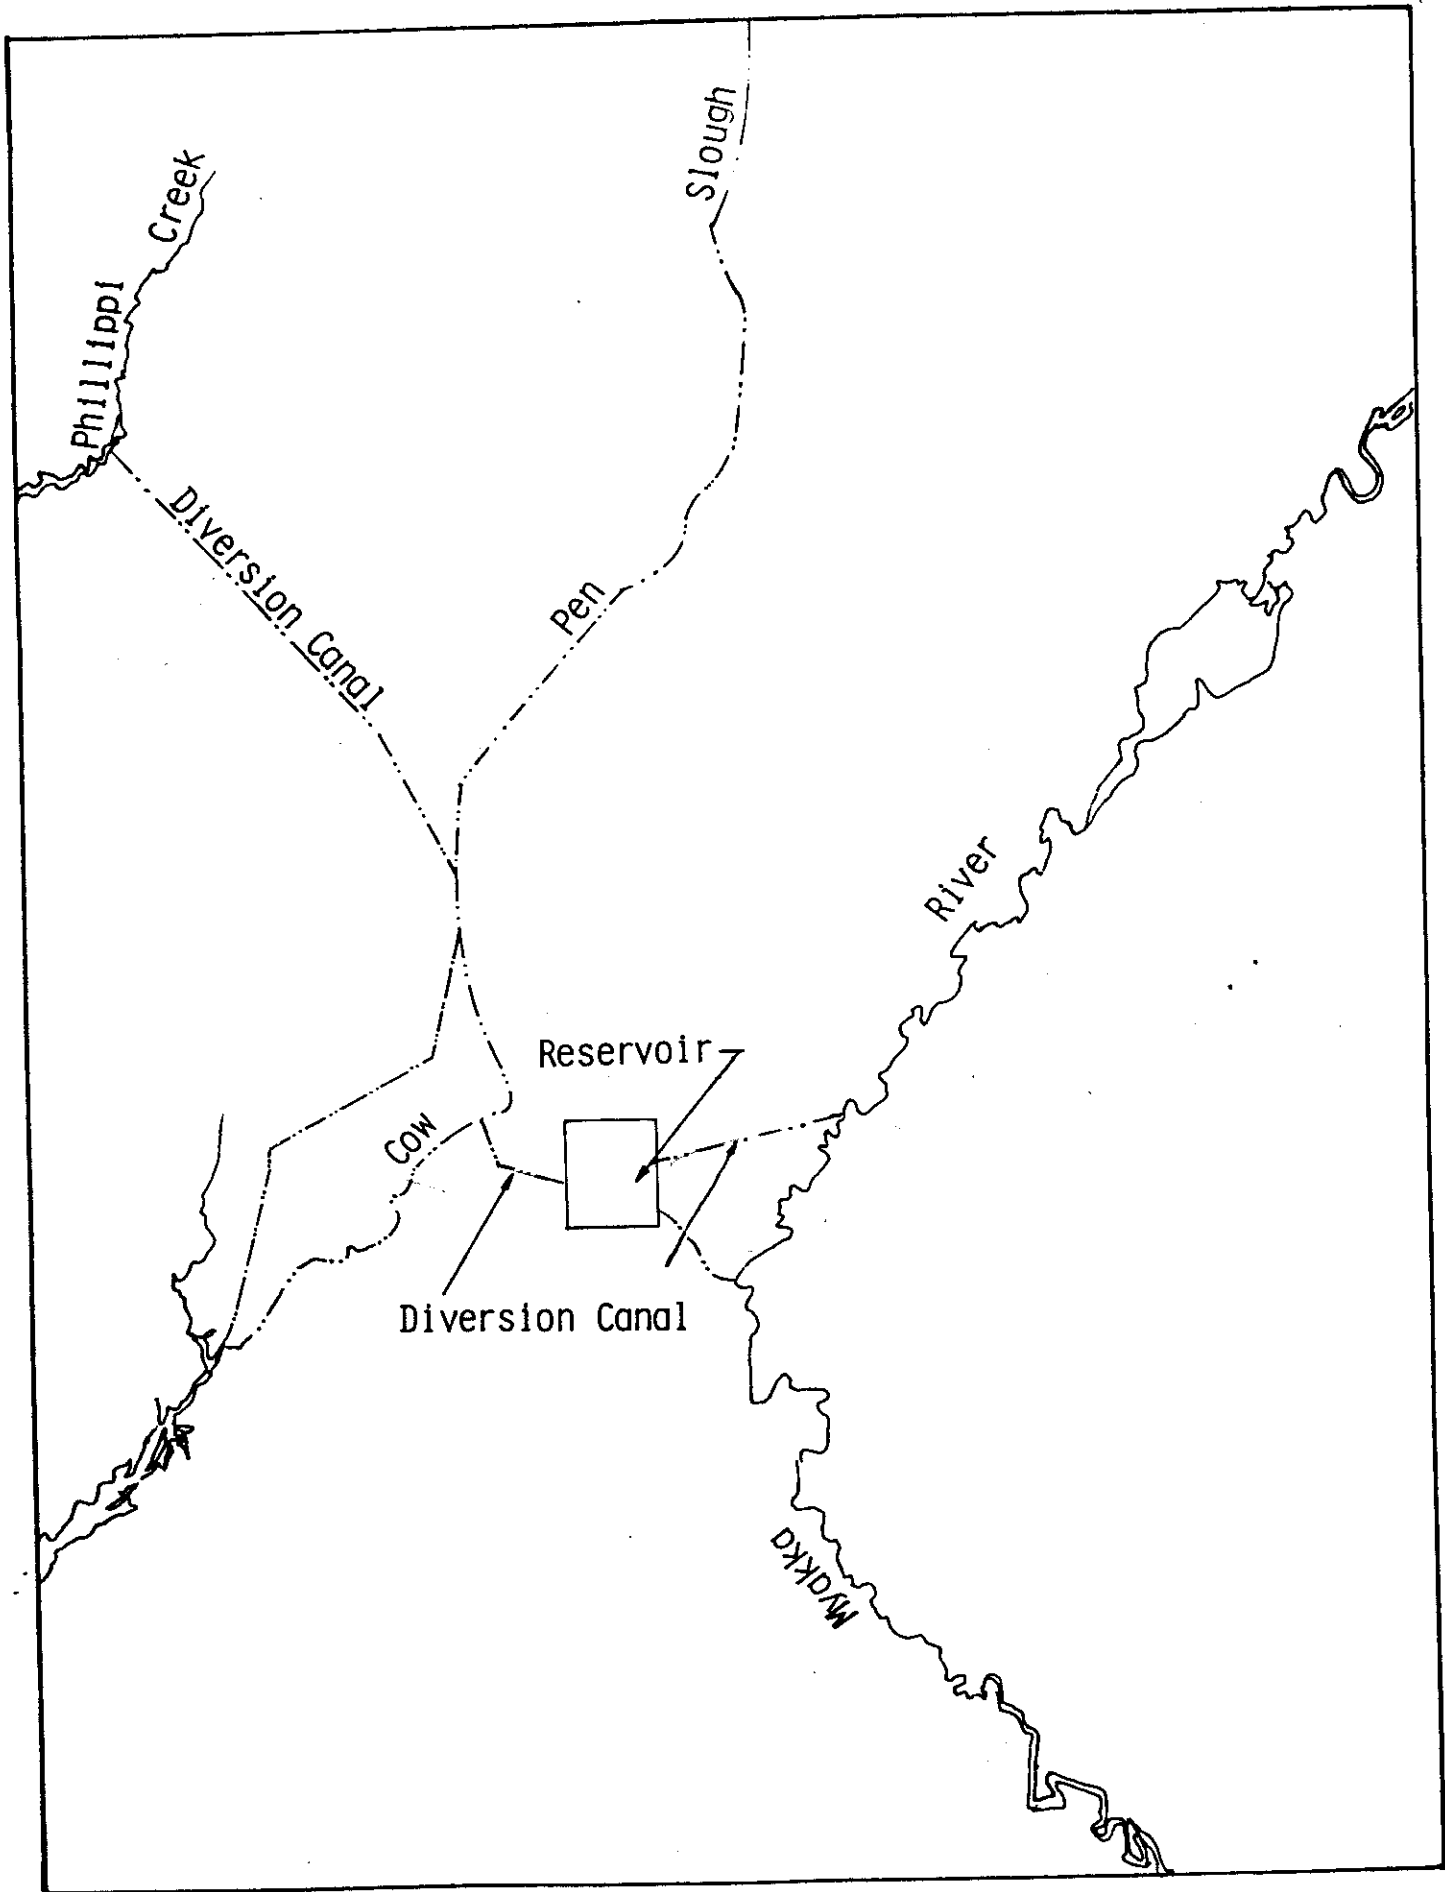 Slough
Creek
Phillippi
Diversion Canal
Pen
River
Reservoir
Cow
Diversion Canal
Myakka